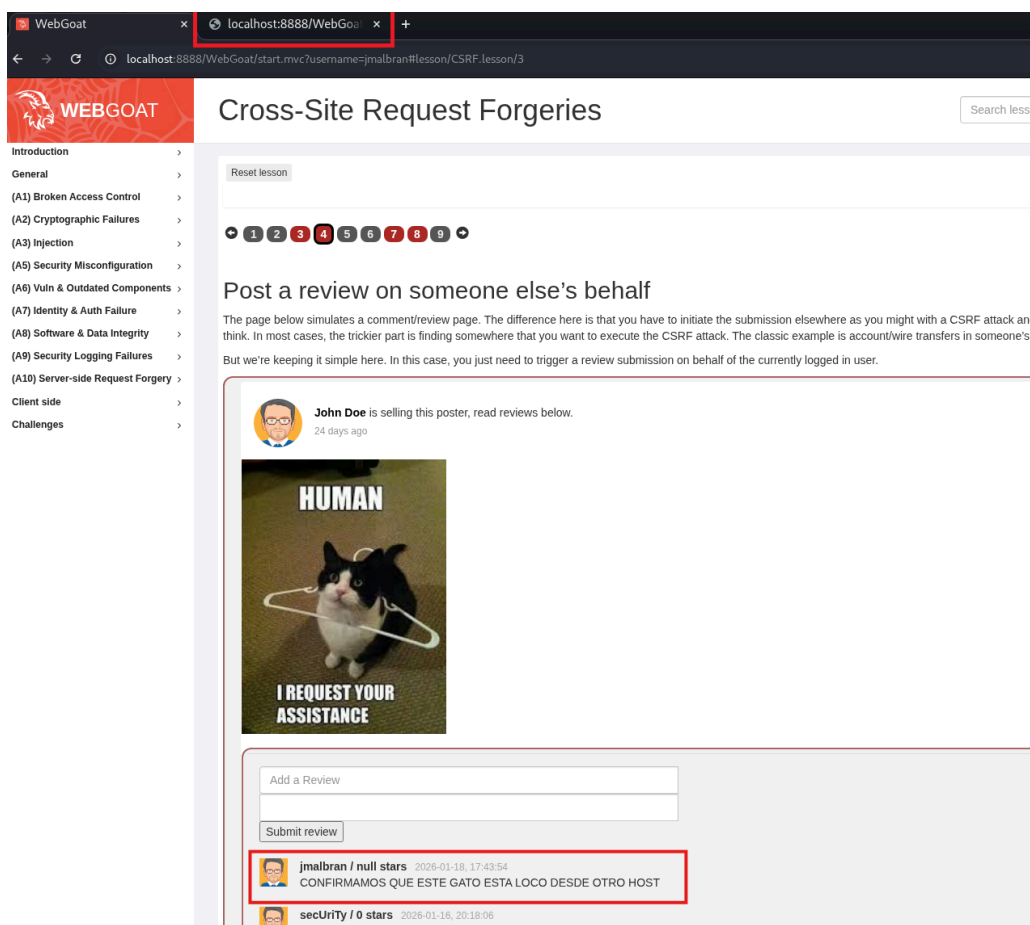 WebGoat
localhost:8888/WebGoa
localhost:8888/WebGoat/start.mvc?username=jmalbran#lesson/CSRF.lesson/3
WEBGOAT
Cross-Site Request Forgeries
Search less
Introduction
General
(A1) Broken Access Control
(A2) Cryptographic Failures
(A3) Injection
(A5) Security Misconfiguration
(A6) Vuln & Outdated Components
(A7) Identity & Auth Failure
(A8) Software & Data Integrity
(A9) Security Logging Failures
(A10) Server-side Request Forgery
Client side
Challenges
Reset lesson
1 2 3 4 5 6 7 8 9
Post a review on someone else’s behalf
The page below simulates a comment/review page. The difference here is that you have to initiate the submission elsewhere as you might with a CSRF attack an
think. In most cases, the trickier part is finding somewhere that you want to execute the CSRF attack. The classic example is account/wire transfers in someone's
But we’re keeping it simple here. In this case, you just need to trigger a review submission on behalf of the currently logged in user.
John Doe is selling this poster, read reviews below.
24 days ago
HUMAN
I REQUEST YOUR
ASSISTANCE
Add a Review
Submit review
jmalbran / null stars 2026-01-18, 17:43:54
CONFIRMAMOS QUE ESTE GATO ESTA LOCO DESDE OTRO HOST
secUriTy / 0 stars 2026-01-16, 20:18:06